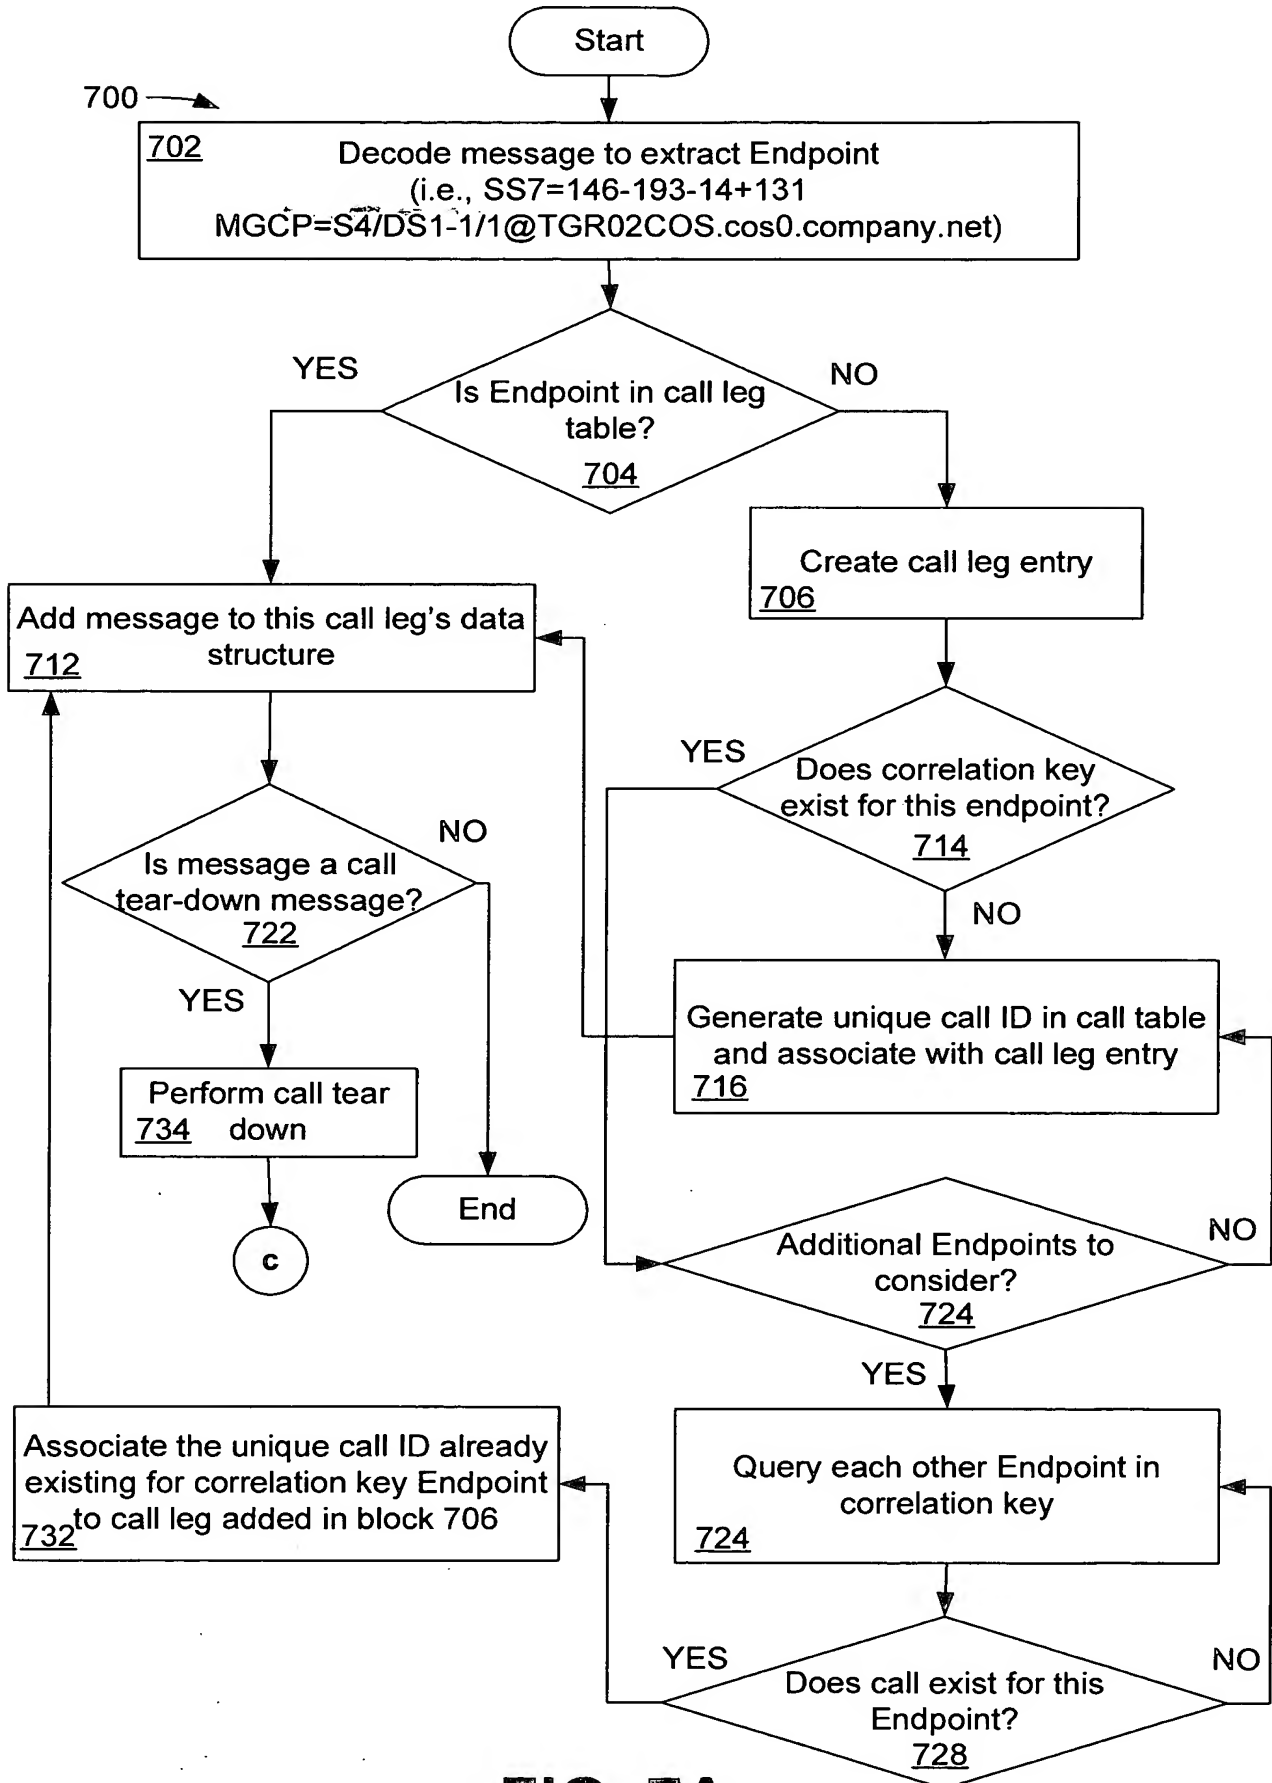 Start
700
702
Decode message to extract Endpoint
(i.e., SS7=146-193-14+131
MGCP=S4/DS1-1/1@TGR02COS.cos0.company.net)
YES
NO
Is Endpoint in call leg
table?
704
Create call leg entry
706
Add message to this call leg's data
structure
712
YES
Does correlation key
exist for this endpoint?
714
NO
NO
Is message a call
tear-down message?
722
YES
Generate unique call ID in call table
and associate with call leg entry
716
Perform call tear
734 down
End
c
NO
Additional Endpoints to
consider?
724
YES
Associate the unique call ID already
existing for correlation key Endpoint
732 to call leg added in block 706
Query each other Endpoint in
correlation key
724
YES
NO
Does call exist for this
Endpoint?
728